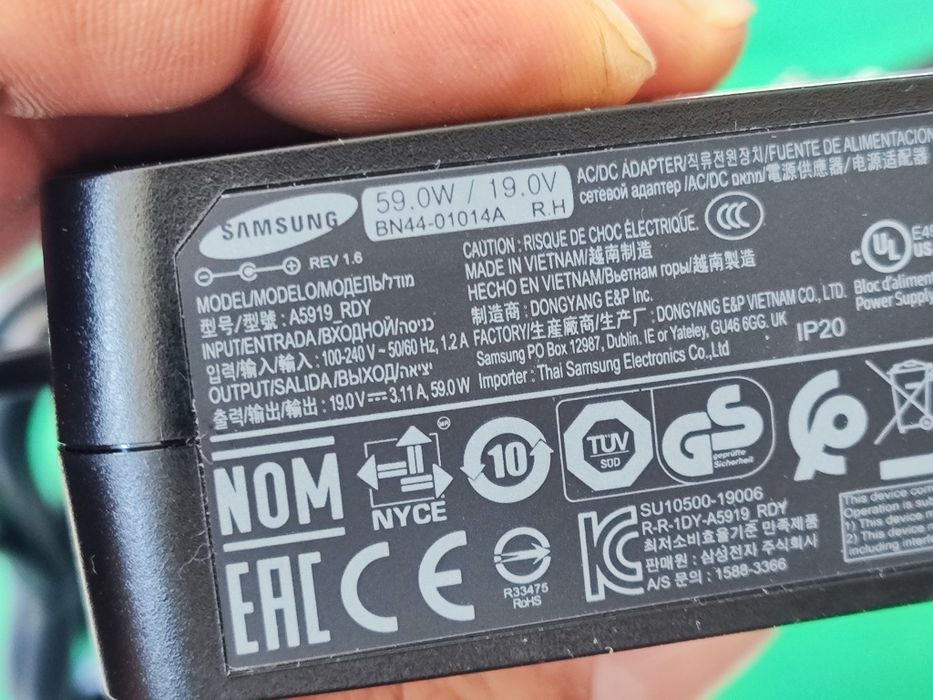 SAMSUNG
59.0W / 19.0V
BN44-01014A R.H
AC/DC ADAPTER/직류전원장치/FUENTE DE ALIMENTACION
сетевой адаптер /AC/DC מתאם/電源供應器/电源适配器
REV 1.6
CAUTION : RISQUE DE CHOC ÉLECTRIQUE.
CCC
MADE IN VIETNAM/越南制造
HECHO EN VIETNAM/Вьетнам горы/越南製造
制造商 : DONGYANG E&P Inc.
FACTORY/生産廠商/生产厂 : DONGYANG E&P VIETNAM CO., LTD.
Samsung PO Box 12987, Dublin. IE or Yateley, GU46 6GG. UK
Importer : Thai Samsung Electronics Co.,Ltd
IP20
c UL US
Bloc d'aliment
Power Supply
MODEL/MODELO/МОДЕЛЬ/מודל
型号/型號 : A5919_RDY
INPUT/ENTRADA/ВХОДНОЙ/כניסה
입력/输入/輸入 : 100-240 V ~ 50/60 Hz, 1.2 A
OUTPUT/SALIDA/ВЫХОД/יציאה
출력/输出/輸出 : 19.0 V ⎓ 3.11 A, 59.0 W
NOM
NYCE
10
TÜV
SÜD
GS
geprüfte
Sicherheit
EAC
CE
R33475
RoHS
KC
SU10500-19006
R-R-1DY-A5919_RDY
최저소비효율기준 만족제품
판매원 : 삼성전자 주식회사
A/S 문의 : 1588-3366
This device com
Operation is su
1) This device m
2) This device
including interf